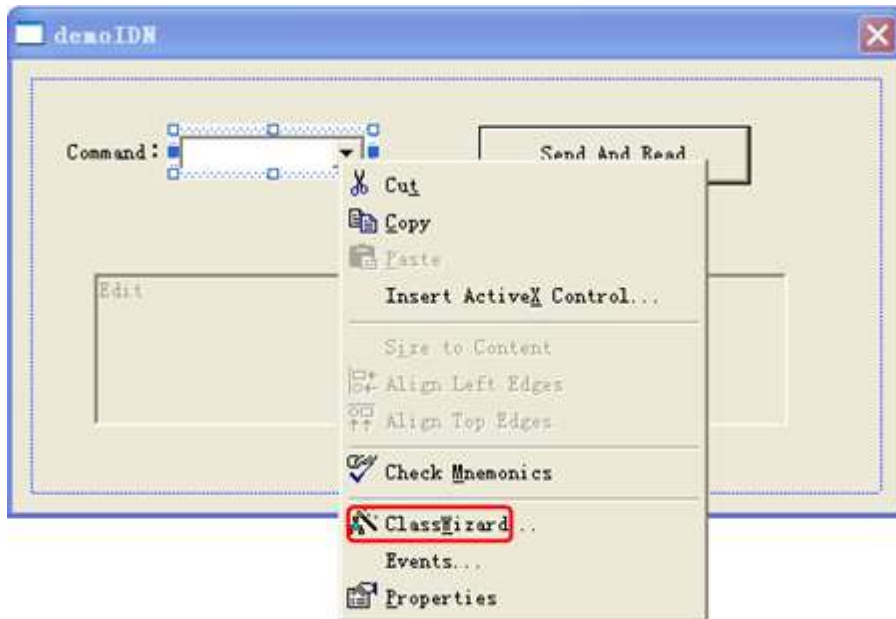 demoIDN
Command:
Send And Read
Edit
Cut
Copy
Paste
Insert ActiveX Control...
Size to Content
Align Left Edges
Align Top Edges
Check Mnemonics
ClassWizard...
Events...
Properties